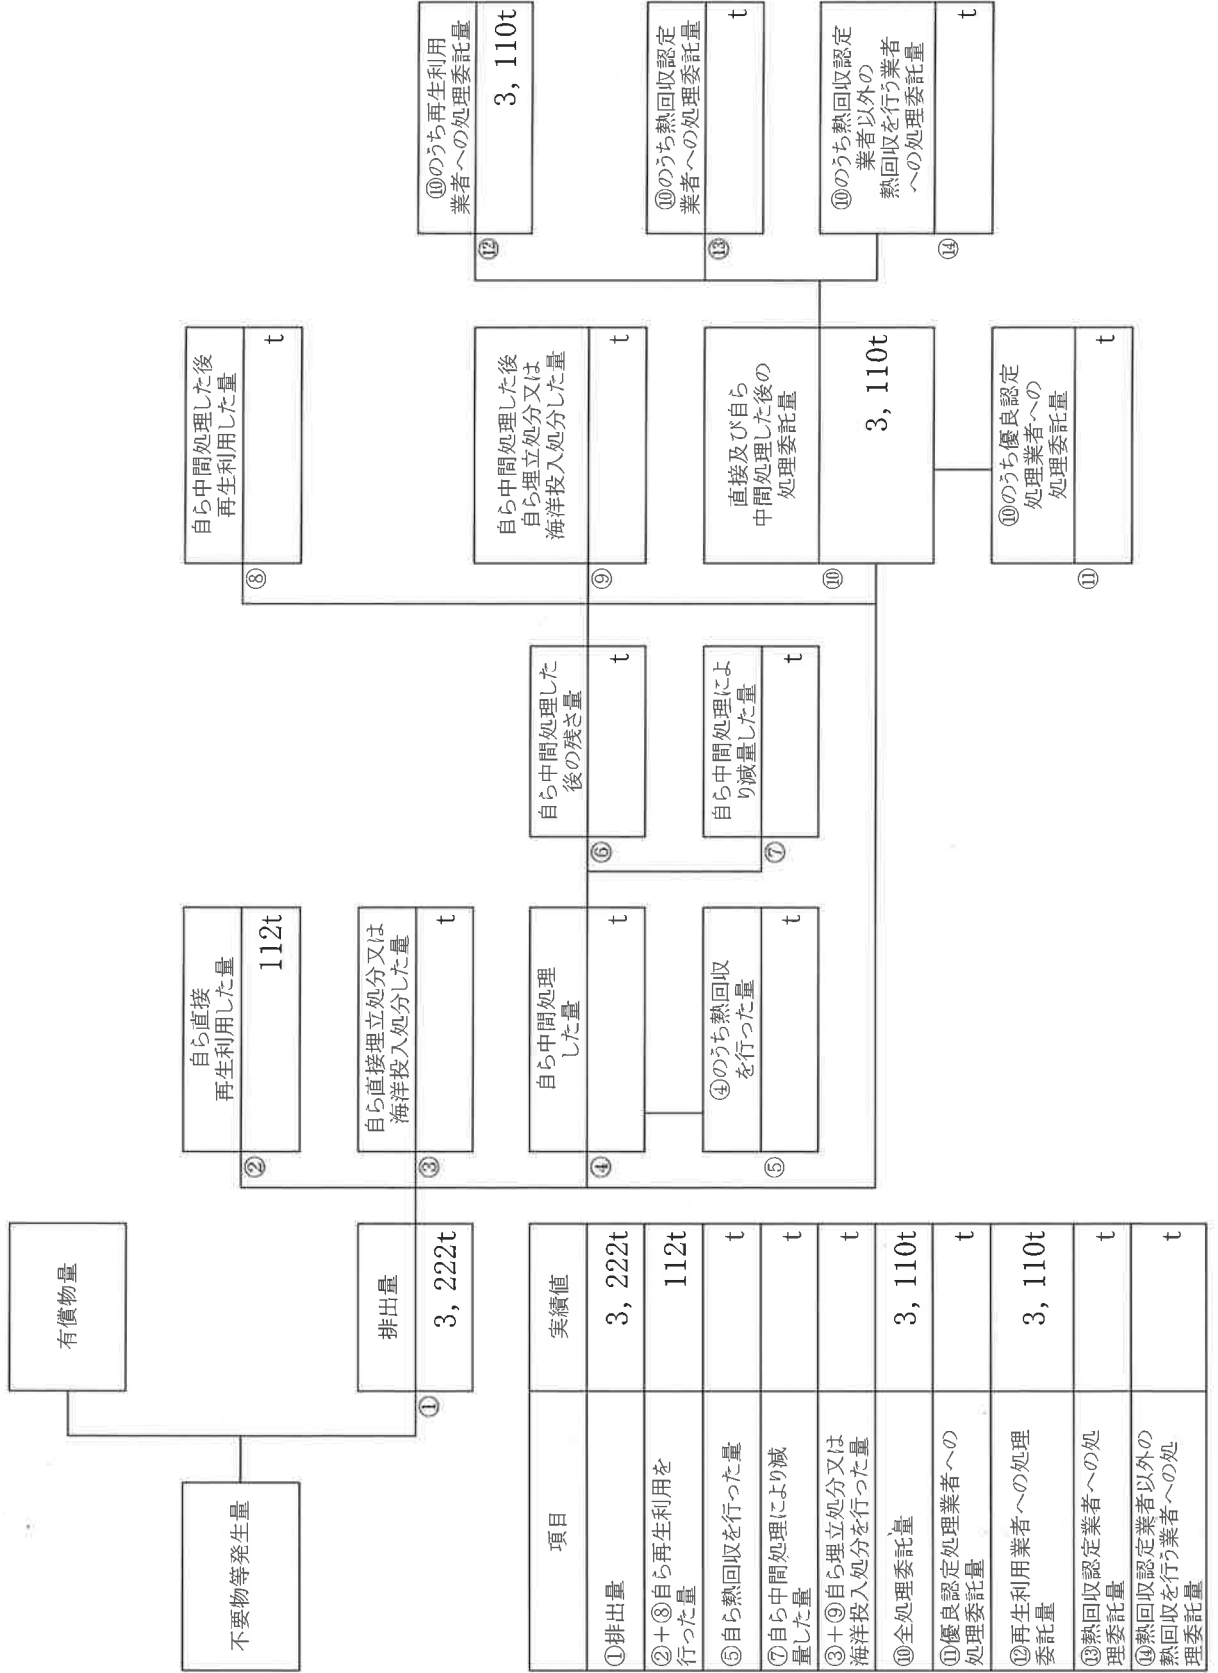 不要物等発生量
有償物量
①
排出量
3, 222t
②
自ら直接
再生利用した量
112t
③
自ら直接埋立処分又は
海洋投入処分した量
t
④
自ら中間処理
した量
t
⑤
④のうち熱回収
を行った量
t
⑥
自ら中間処理した
後の残さ量
t
⑦
自ら中間処理によ
り減量した量
t
⑧
自ら中間処理した後
再生利用した量
t
⑨
自ら中間処理した後
自ら埋立処分又は
海洋投入処分した量
t
⑩
直接及び自ら
中間処理した後の
処理委託量
3, 110t
⑪
⑩のうち優良認定
処理業者への
処理委託量
t
⑫
⑩のうち再生利用
業者への処理委託量
3, 110t
⑬
⑩のうち熱回収認定
業者への処理委託量
t
⑭
⑩のうち熱回収認定
業者以外の
熱回収を行う業者
への処理委託量
t
項目 実績値
①排出量 3, 222t
②+⑧自ら再生利用を
行った量 112t
⑤自ら熱回収を行った量 t
⑦自ら中間処理により減
量した量 t
③+⑨自ら埋立処分又は
海洋投入処分を行った量 t
⑩全処理委託量 3, 110t
⑪優良認定処理業者への
処理委託量 t
⑫再生利用業者への処理
委託量 3, 110t
⑬熱回収認定業者への処
理委託量 t
⑭熱回収認定業者以外の
熱回収を行う業者への処
理委託量 t